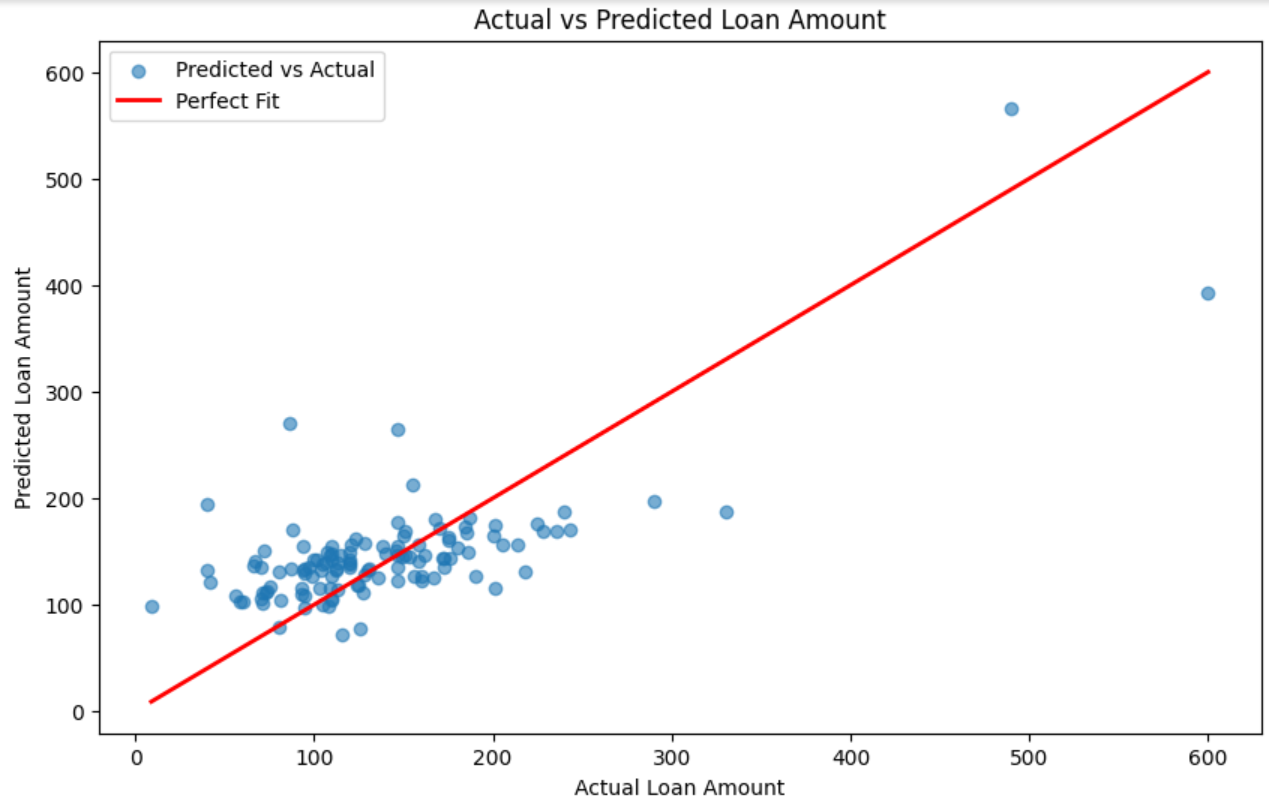 Actual vs Predicted Loan Amount
Predicted vs Actual
Perfect Fit
600
500
400
300
200
100
0
Predicted Loan Amount
0 100 200 300 400 500 600
Actual Loan Amount